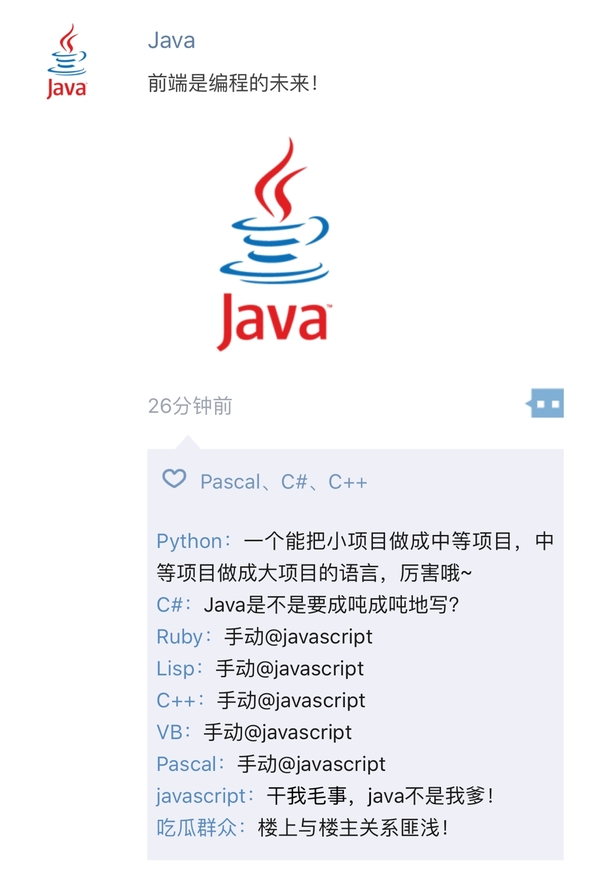 Java
Java
前端是编程的未来！
Java™
26分钟前
Pascal、C#、C++
Python：一个能把小项目做成中等项目，中
等项目做成大项目的语言，厉害哦~
C#：Java是不是要成吨成吨地写？
Ruby：手动@javascript
Lisp：手动@javascript
C++：手动@javascript
VB：手动@javascript
Pascal：手动@javascript
javascript：干我毛事，java不是我爹！
吃瓜群众：楼上与楼主关系匪浅！